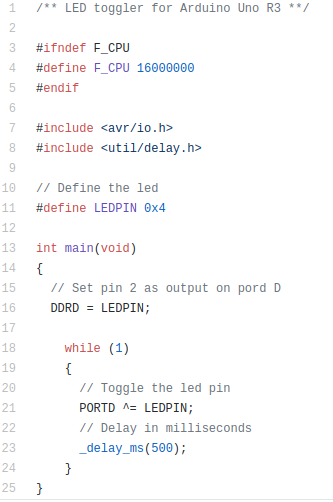 1 /** LED toggler for Arduino Uno R3 **/
2
3 #ifndef F_CPU
4 #define F_CPU 16000000
5 #endif
6
7 #include <avr/io.h>
8 #include <util/delay.h>
9
10 // Define the led
11 #define LEDPIN 0x4
12
13 int main(void)
14 {
15   // Set pin 2 as output on pord D
16   DDRD = LEDPIN;
17
18     while (1)
19     {
20       // Toggle the led pin
21       PORTD ^= LEDPIN;
22       // Delay in milliseconds
23       _delay_ms(500);
24     }
25 }